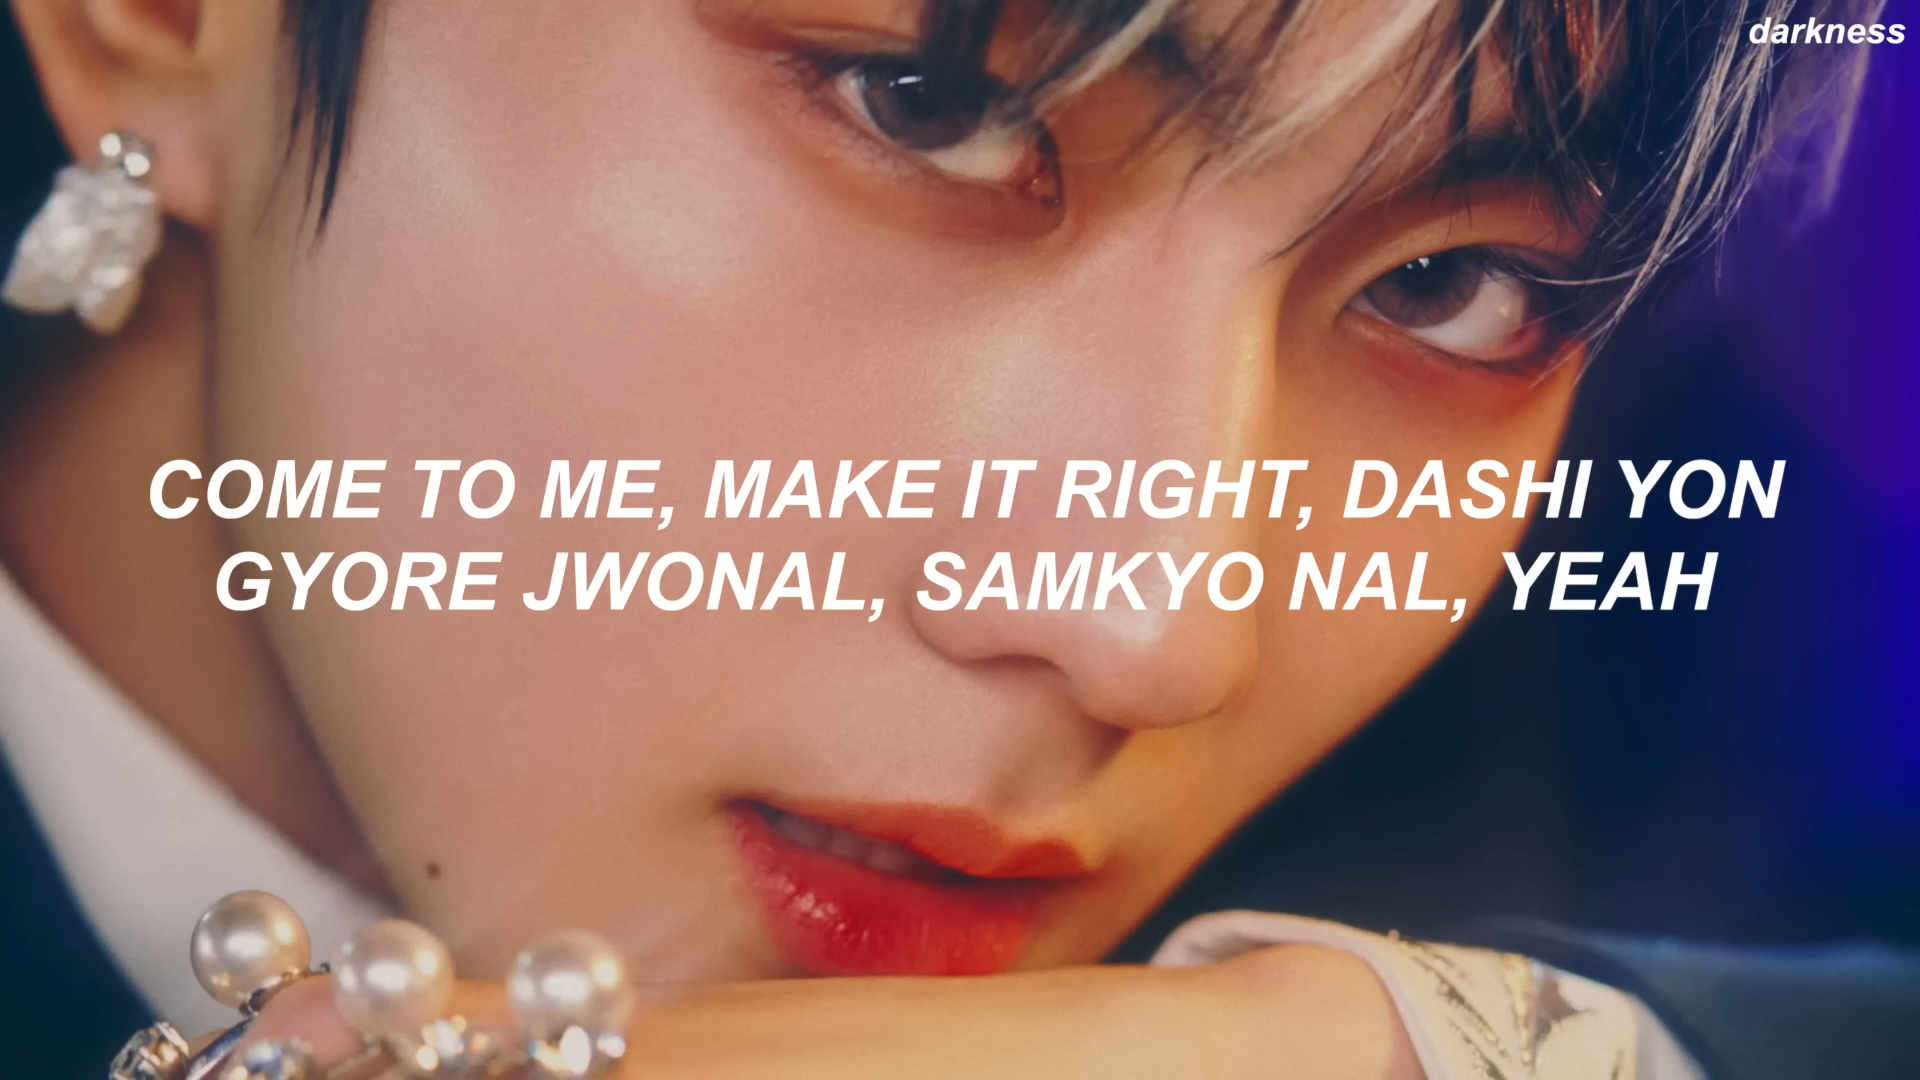 darkness
COME TO ME, MAKE IT RIGHT, DASHI YON
GYORE JWONAL, SAMKYO NAL, YEAH